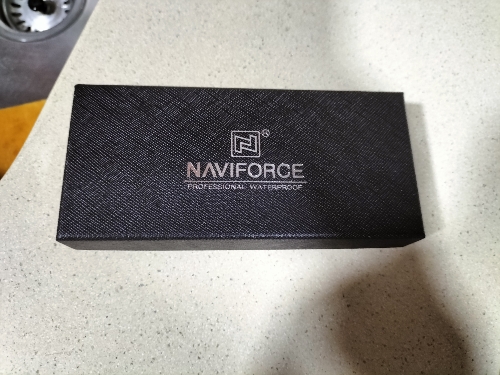 ®
NAVIFORCE
PROFESSIONAL WATERPROOF